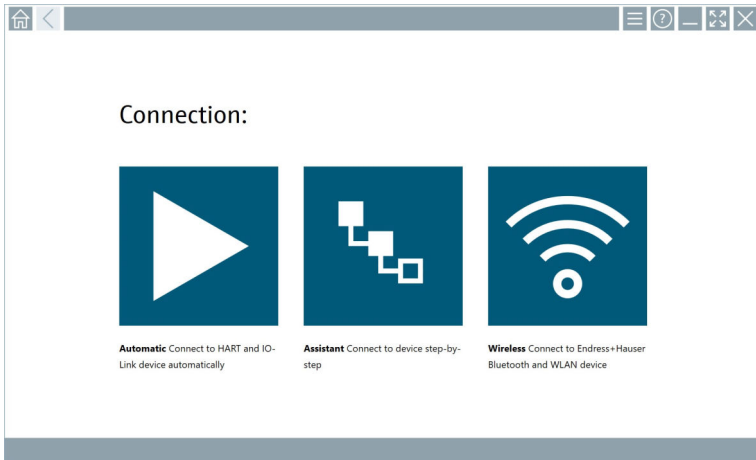 Connection:
Automatic Connect to HART and IO-
Link device automatically
Assistant Connect to device step-by-
step
Wireless Connect to Endress+Hauser
Bluetooth and WLAN device